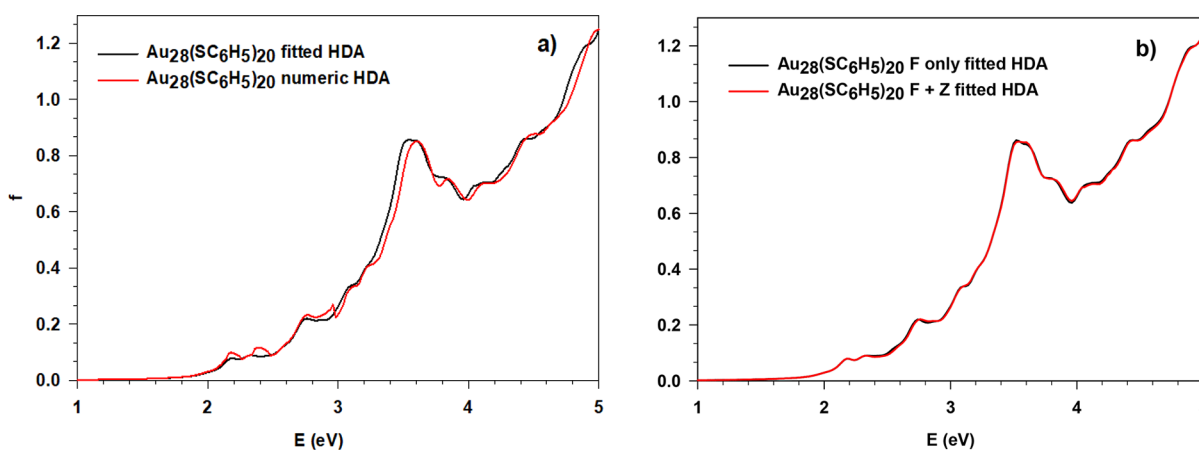 a)
Au28(SC6H5)20 fitted HDA
Au28(SC6H5)20 numeric HDA
1.2
1.0
0.8
0.6
0.4
0.2
0.0
f
1 2 3 4 5
E (eV)
b)
Au28(SC6H5)20 F only fitted HDA
Au28(SC6H5)20 F + Z fitted HDA
1.2
1.0
0.8
0.6
0.4
0.2
0.0
1 2 3 4
E (eV)